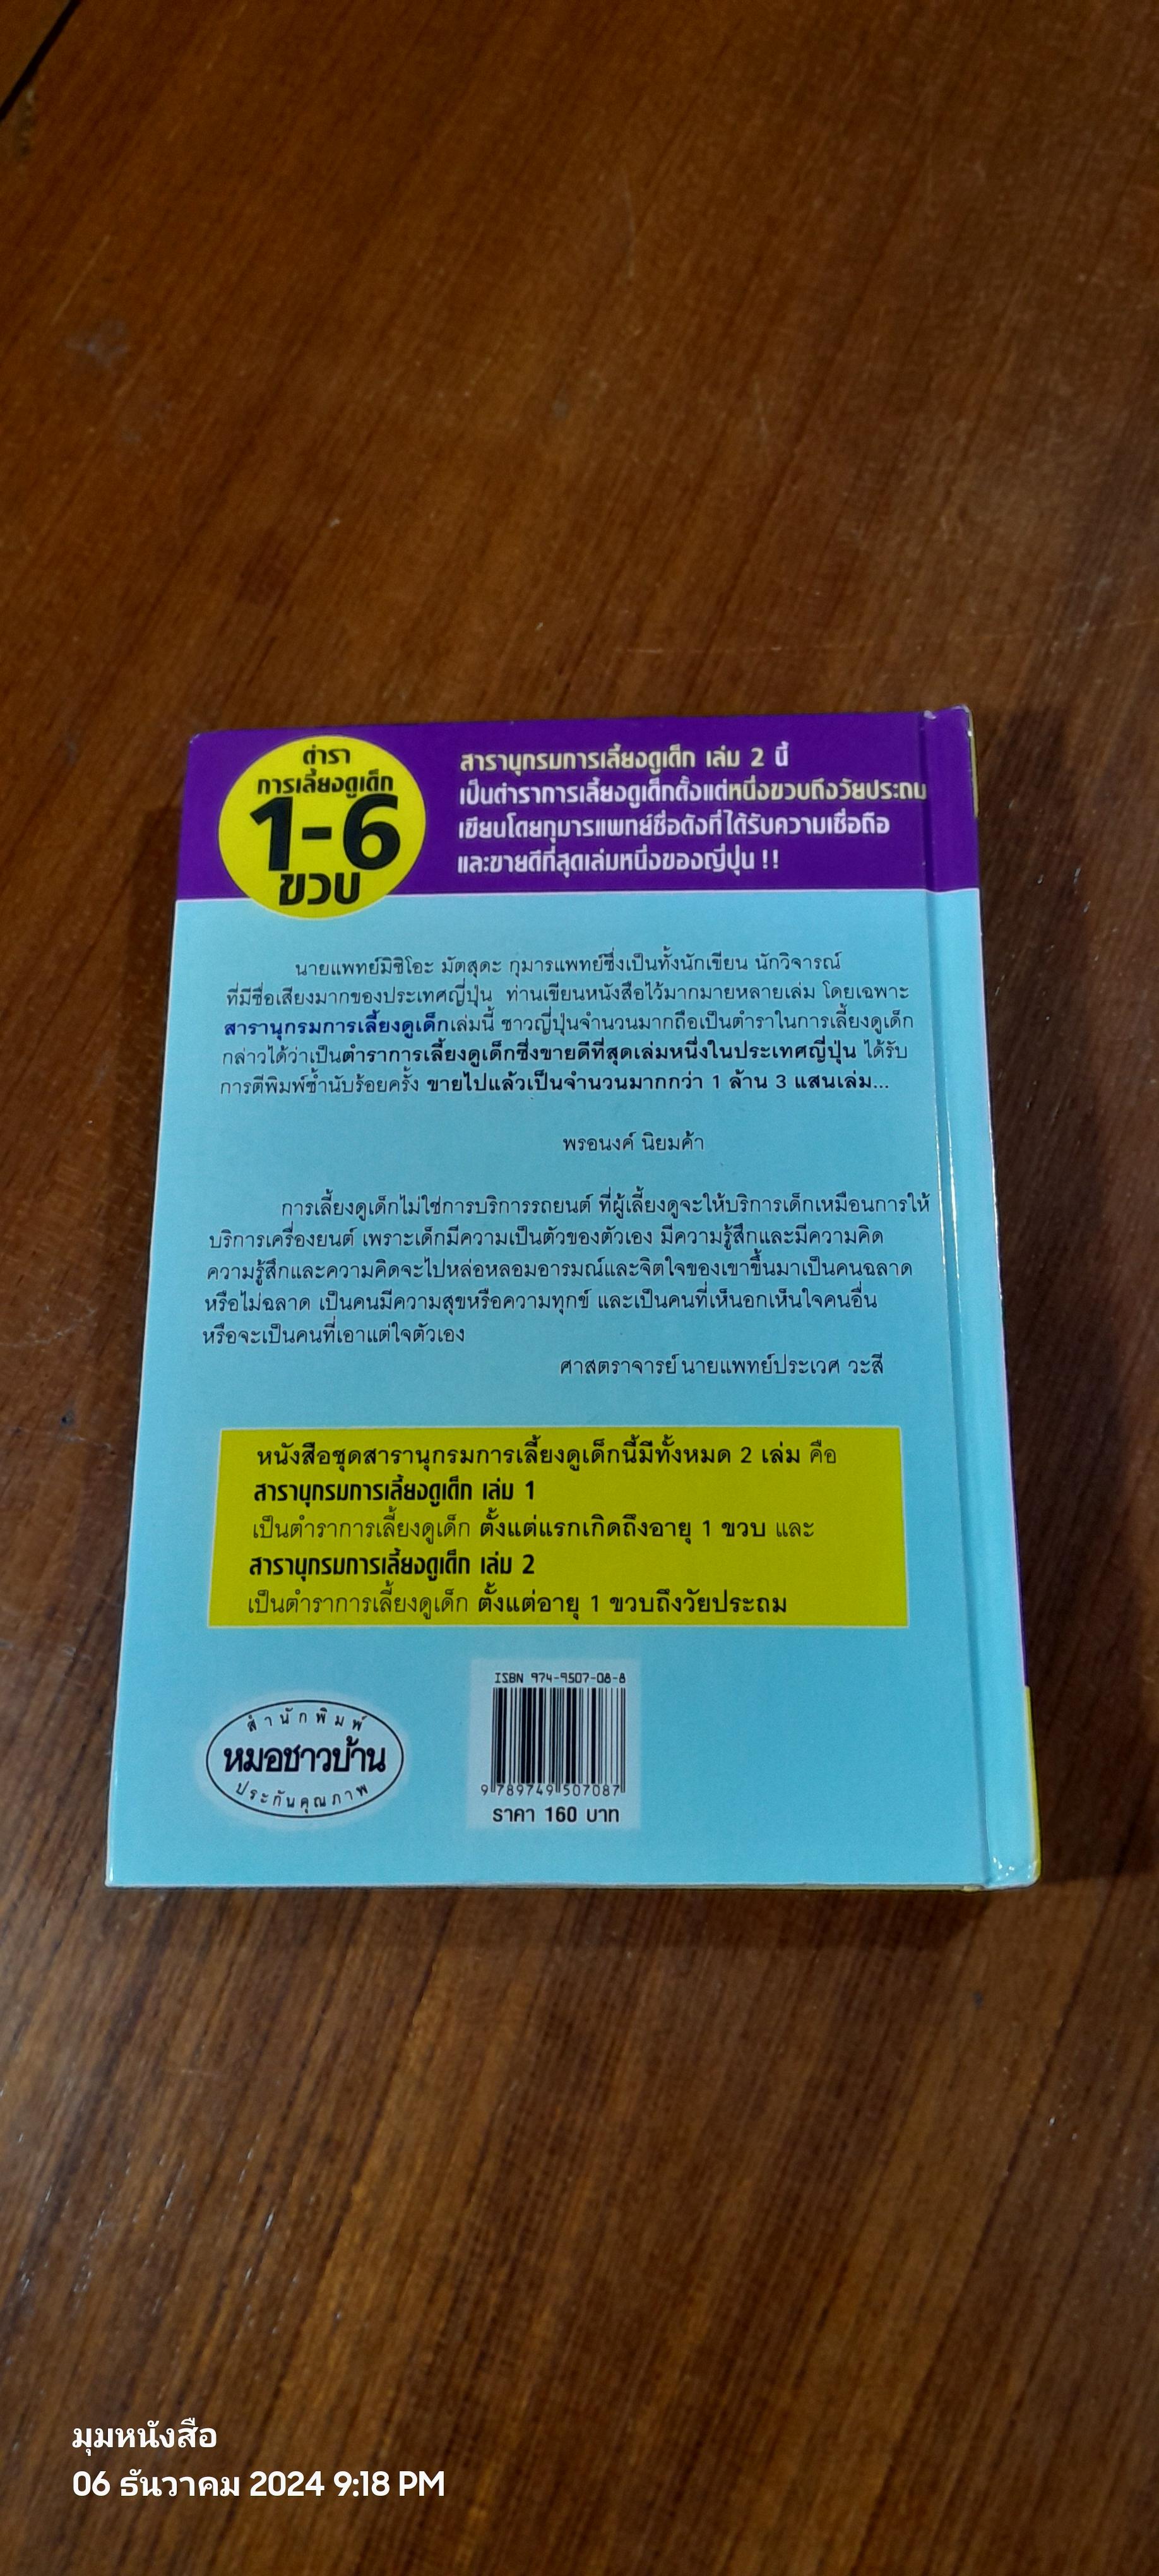 ตำรา
การเลี้ยงดูเด็ก
1-6
ขวบ
สารานุกรมการเลี้ยงดูเด็ก เล่ม 2 นี้
เป็นตำราการเลี้ยงดูเด็กตั้งแต่หนึ่งขวบถึงวัยประถม
เขียนโดยกุมารแพทย์ชื่อดังที่ได้รับความเชื่อถือ
และขายดีที่สุดเล่มหนึ่งของญี่ปุ่น !!
นายแพทย์มิชิโอะ มัตสุดะ กุมารแพทย์ซึ่งเป็นทั้งนักเขียน นักวิจารณ์
ที่มีชื่อเสียงมากของประเทศญี่ปุ่น ท่านเขียนหนังสือไว้มากมายหลายเล่ม โดยเฉพาะ
สารานุกรมการเลี้ยงดูเด็กเล่มนี้ ชาวญี่ปุ่นจำนวนมากถือเป็นตำราในการเลี้ยงดูเด็ก
กล่าวได้ว่าเป็นตำราการเลี้ยงดูเด็กซึ่งขายดีที่สุดเล่มหนึ่งในประเทศญี่ปุ่น ได้รับ
การตีพิมพ์ซ้ำนับร้อยครั้ง ขายไปแล้วเป็นจำนวนมากกว่า 1 ล้าน 3 แสนเล่ม...
พรอนงค์ นิยมค้า
การเลี้ยงดูเด็กไม่ใช่การบริการรถยนต์ ที่ผู้เลี้ยงดูจะให้บริการเด็กเหมือนการให้
บริการเครื่องยนต์ เพราะเด็กมีความเป็นตัวของตัวเอง มีความรู้สึกและมีความคิด
ความรู้สึกและความคิดจะไปหล่อหลอมอารมณ์และจิตใจของเขาขึ้นมาเป็นคนฉลาด
หรือไม่ฉลาด เป็นคนมีความสุขหรือความทุกข์ และเป็นคนที่เห็นอกเห็นใจคนอื่น
หรือจะเป็นคนที่เอาแต่ใจตัวเอง
ศาสตราจารย์ นายแพทย์ประเวศ วะสี
หนังสือชุดสารานุกรมการเลี้ยงดูเด็กนี้มีทั้งหมด 2 เล่ม คือ
สารานุกรมการเลี้ยงดูเด็ก เล่ม 1
เป็นตำราการเลี้ยงดูเด็ก ตั้งแต่แรกเกิดถึงอายุ 1 ขวบ และ
สารานุกรมการเลี้ยงดูเด็ก เล่ม 2
เป็นตำราการเลี้ยงดูเด็ก ตั้งแต่อายุ 1 ขวบถึงวัยประถม
สำนักพิมพ์
หมอชาวบ้าน
ประกันคุณภาพ
ISBN 974-9507-08-8
9 789749 507087
ราคา 160 บาท
มุมหนังสือ
06 ธันวาคม 2024 9:18 PM